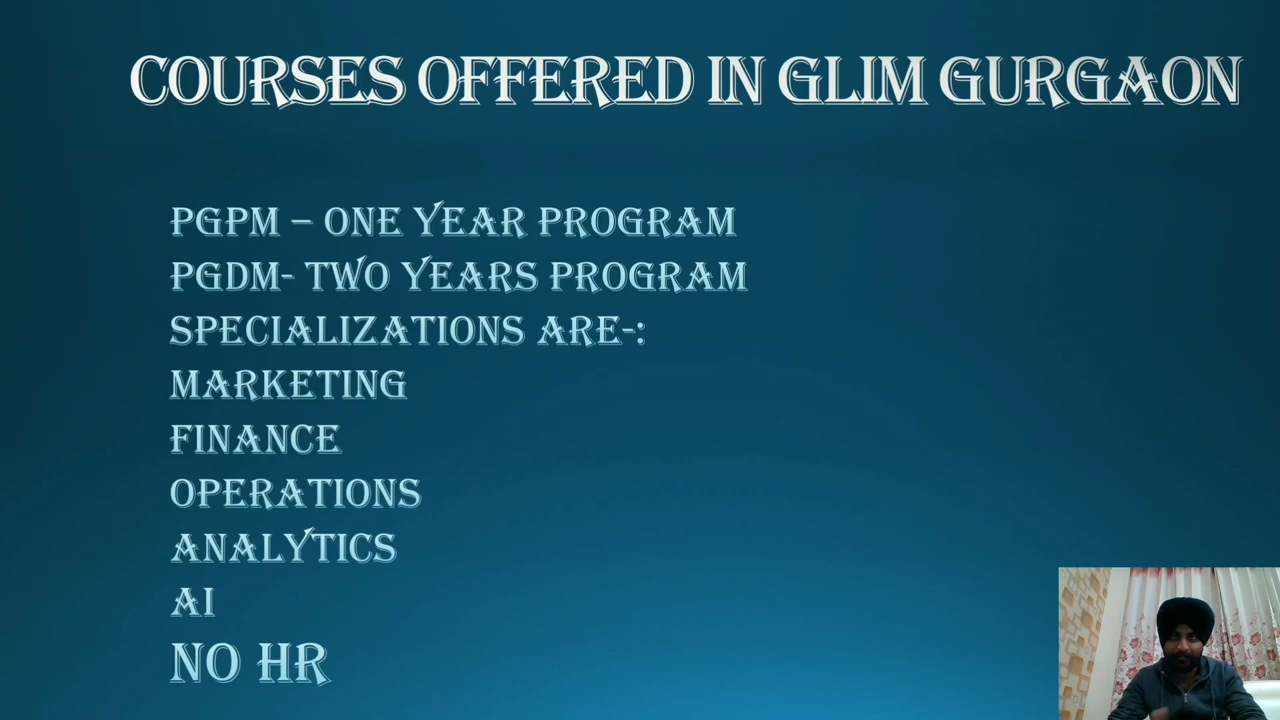 COURSES OFFERED IN GLIM GURGAON
PGPM – ONE YEAR PROGRAM
PGDM- TWO YEARS PROGRAM
SPECIALIZATIONS ARE-:
MARKETING
FINANCE
OPERATIONS
ANALYTICS
AI
NO HR